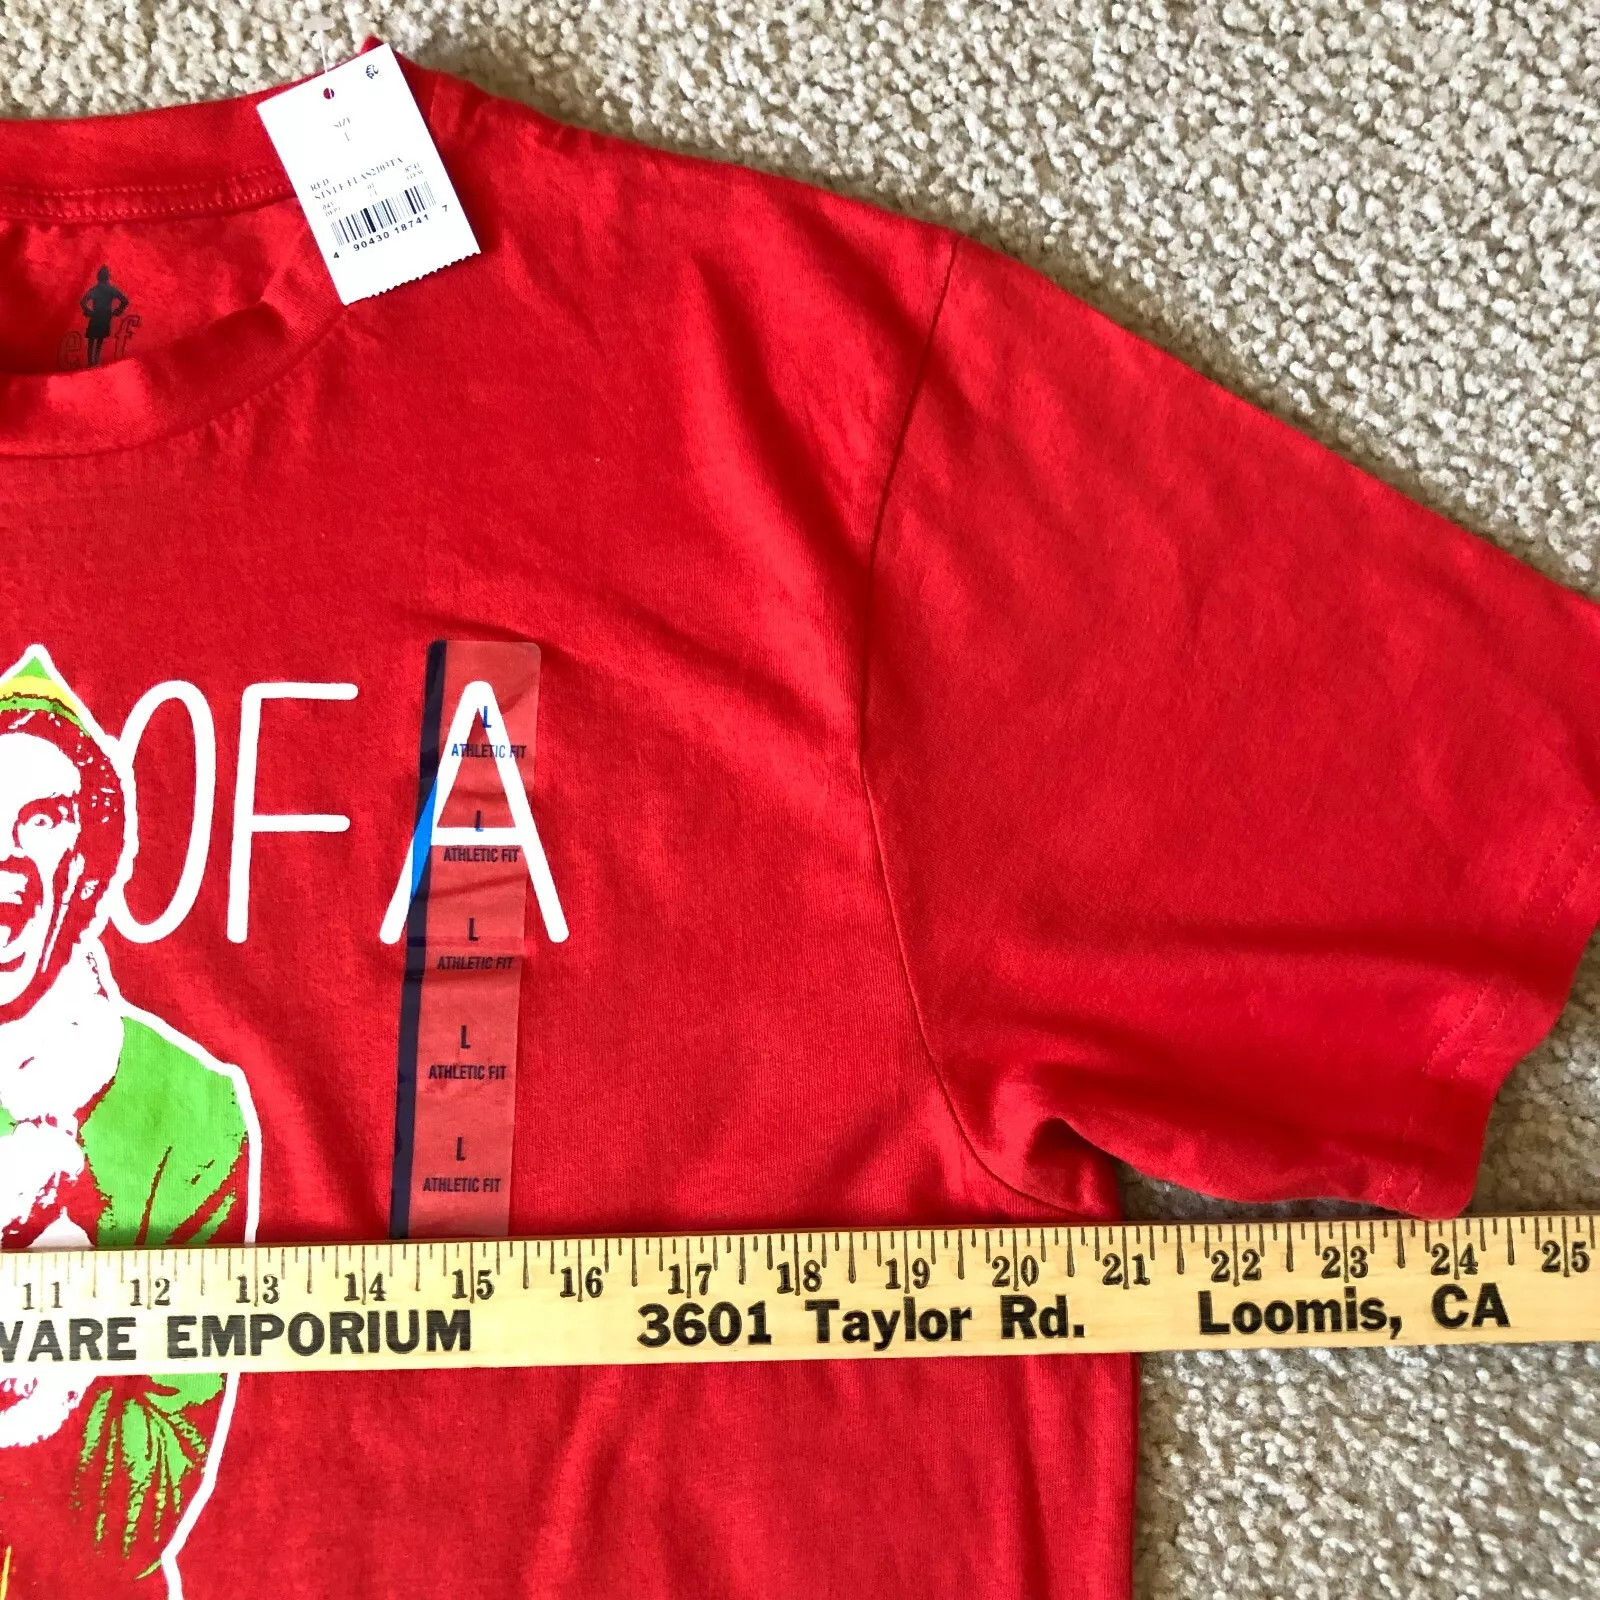 SIZE
L
RED
STYLE
4 90430 18741 7
elf
OF A
L
ATHLETIC FIT
L
ATHLETIC FIT
L
ATHLETIC FIT
L
ATHLETIC FIT
L
ATHLETIC FIT
11 12 13 14 15 16 17 18 19 20 21 22 23 24 25
WARE EMPORIUM 3601 Taylor Rd. Loomis, CA